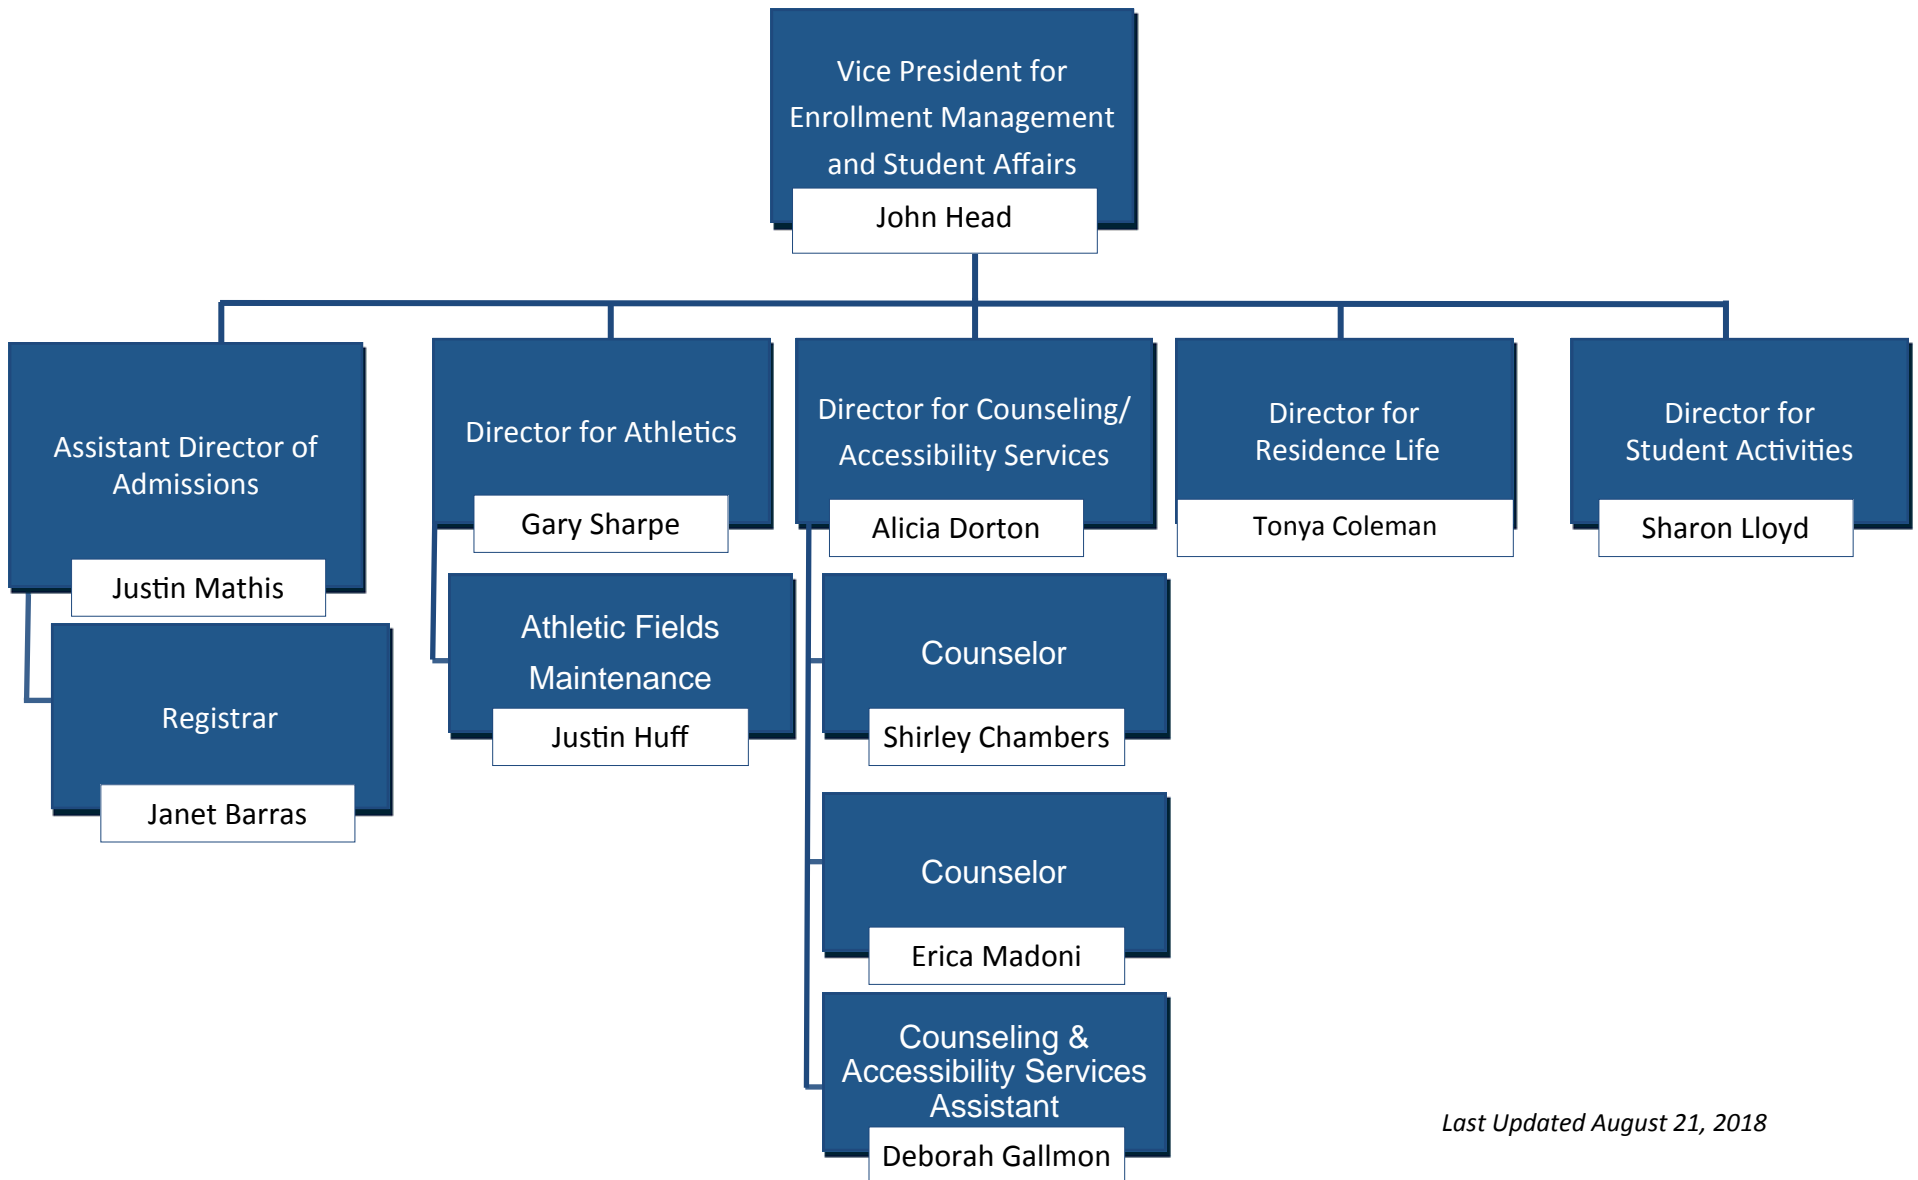 Vice President for
Enrollment Management
and Student Affairs
John Head
Assistant Director of
Admissions
Justin Mathis
Registrar
Janet Barras
Director for Athletics
Gary Sharpe
Athletic Fields
Maintenance
Justin Huff
Director for Counseling/
Accessibility Services
Alicia Dorton
Counselor
Shirley Chambers
Counselor
Erica Madoni
Counseling &
Accessibility Services
Assistant
Deborah Gallmon
Director for
Residence Life
Tonya Coleman
Director for
Student Activities
Sharon Lloyd
Last Updated August 21, 2018